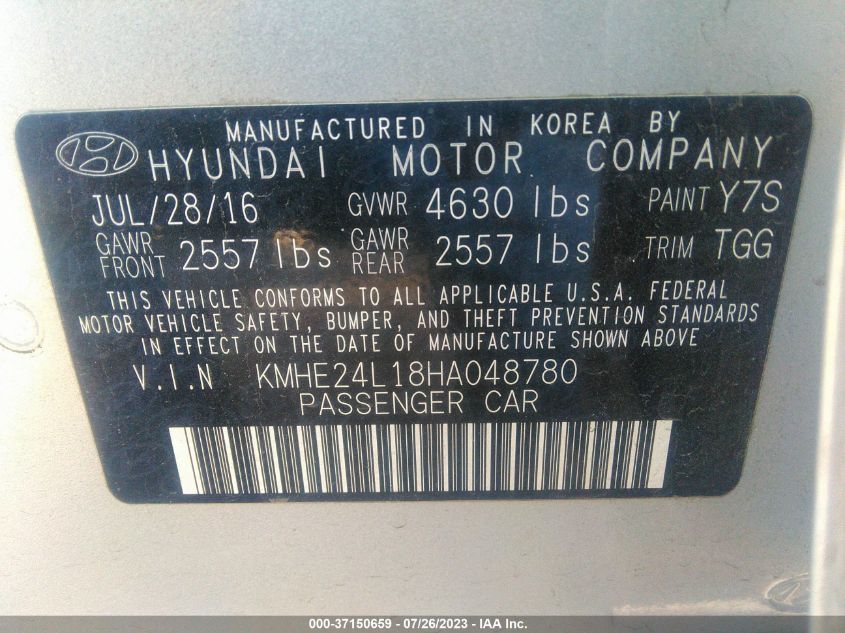 MANUFACTURED IN KOREA BY
HYUNDAI MOTOR COMPANY
JUL/28/16 GVWR 4630 lbs PAINT Y7S
GAWR FRONT 2557 lbs GAWR REAR 2557 lbs TRIM TGG
THIS VEHICLE CONFORMS TO ALL APPLICABLE U.S.A. FEDERAL
MOTOR VEHICLE SAFETY, BUMPER, AND THEFT PREVENTION STANDARDS
IN EFFECT ON THE DATE OF MANUFACTURE SHOWN ABOVE
V.I.N KMHE24L18HA048780
PASSENGER CAR
000-37150659 - 07/26/2023 - IAA Inc.